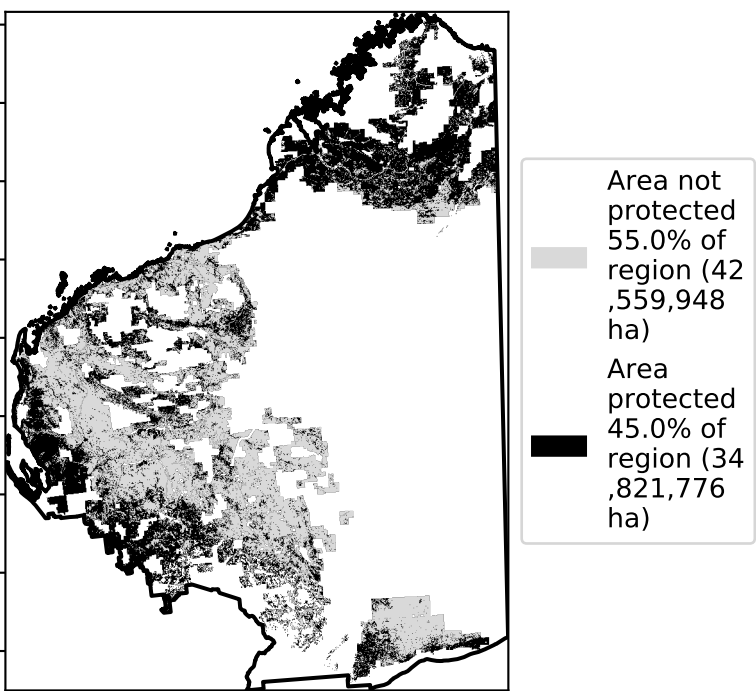 Area not
protected
55.0% of
region (42
,559,948
ha)
Area
protected
45.0% of
region (34
,821,776
ha)